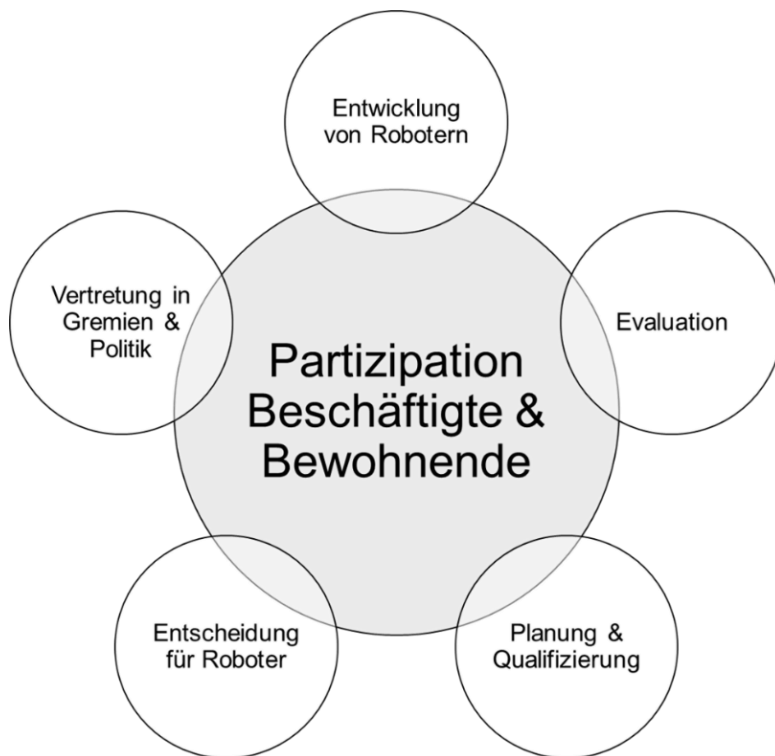 Entwicklung
von Robotern
Vertretung in
Gremien &
Politik
Evaluation
Partizipation
Beschäftigte &
Bewohnende
Entscheidung
für Roboter
Planung &
Qualifizierung